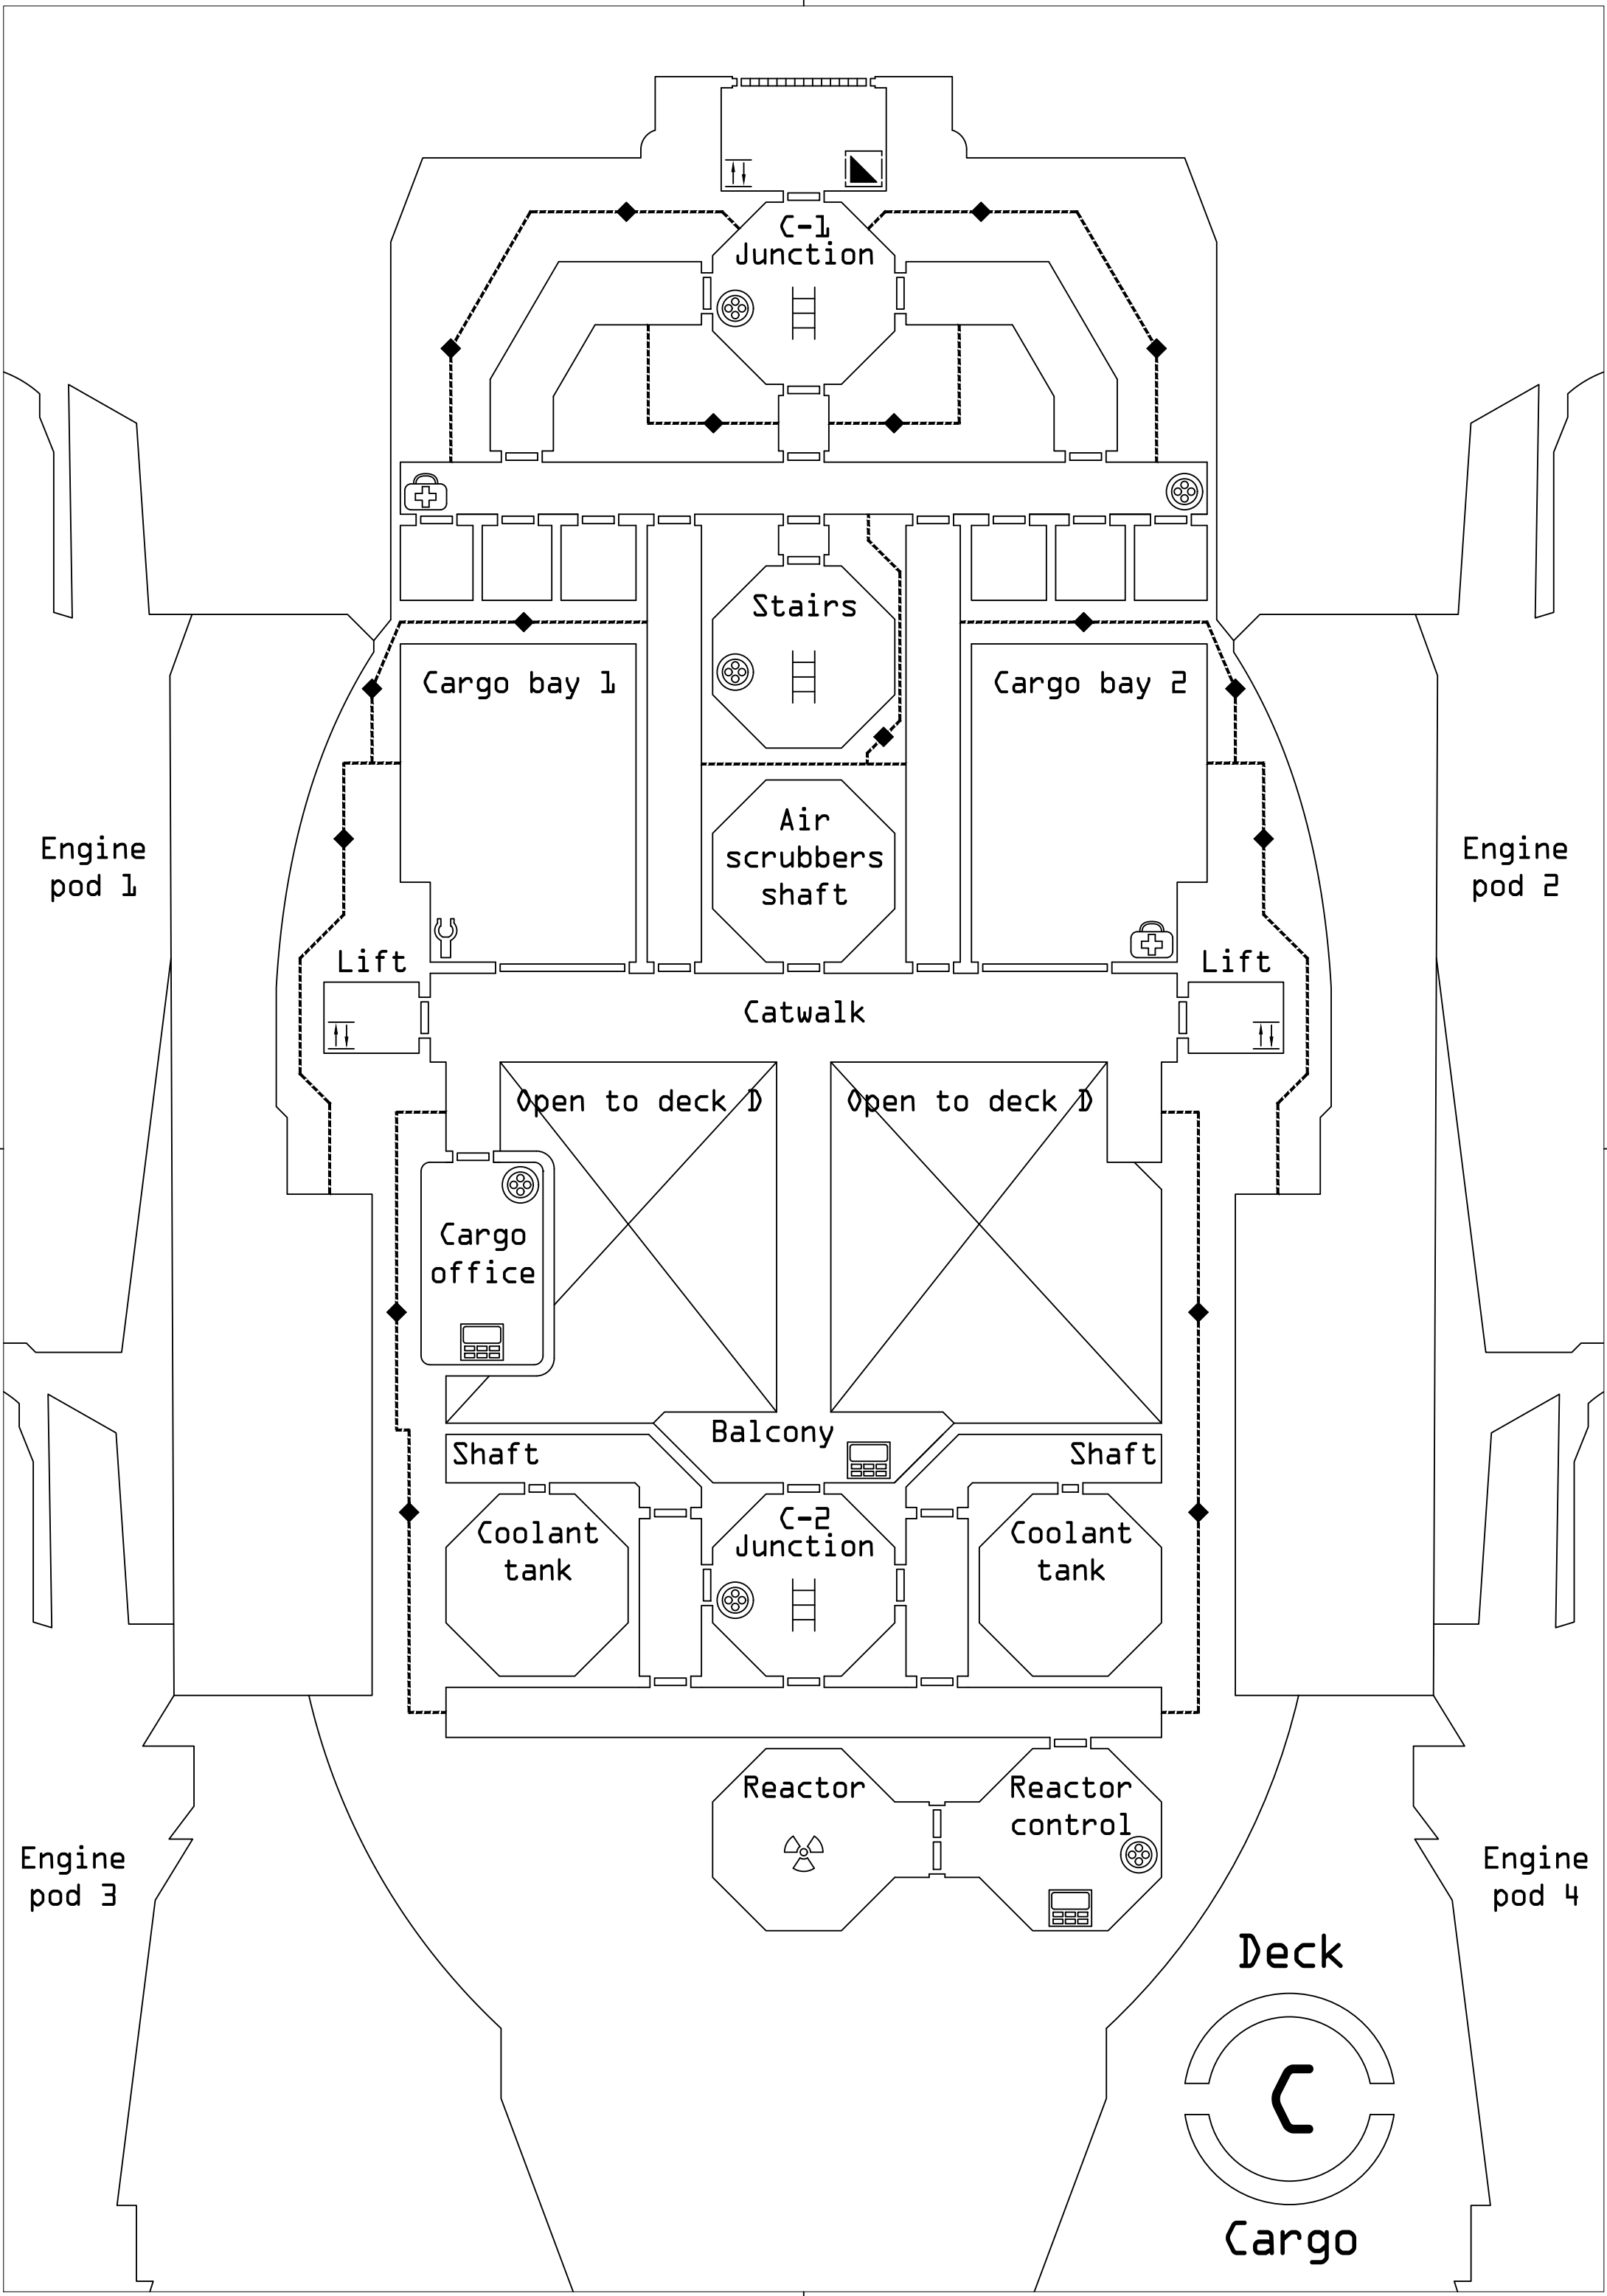 C-1
Junction
Stairs
Cargo bay 1
Cargo bay 2
Air
scrubbers
shaft
Engine
pod 1
Engine
pod 2
Lift
Lift
Catwalk
Open to deck D
Open to deck D
Cargo
office
Balcony
Shaft
Shaft
C-2
Junction
Coolant
tank
Coolant
tank
Reactor
Reactor
control
Engine
pod 3
Engine
pod 4
Deck
C
Cargo